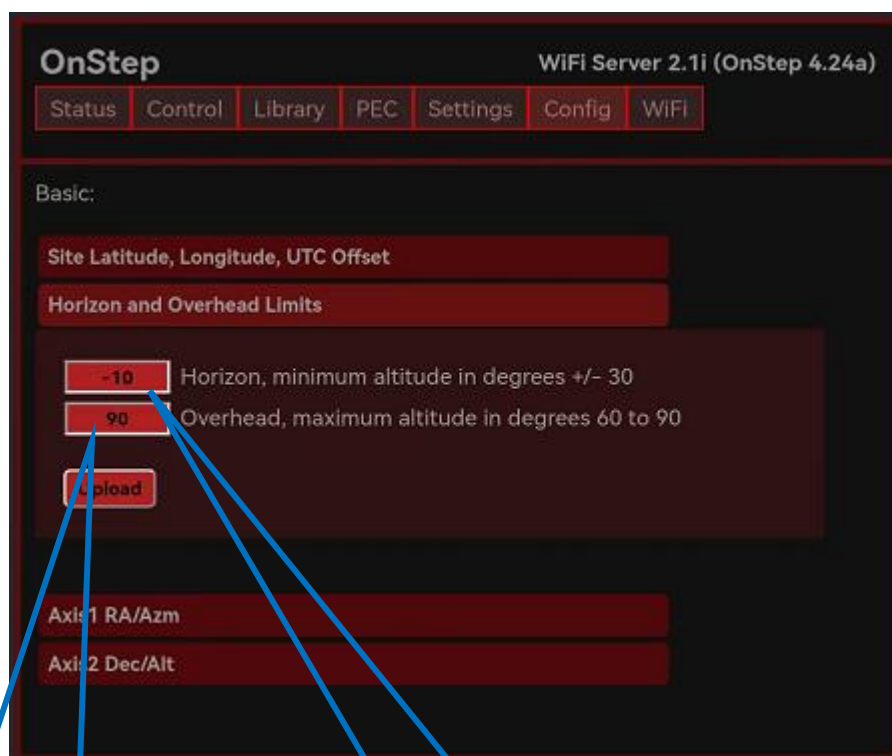 OnStep
WiFi Server 2.1i (OnStep 4.24a)
Status Control Library PEC Settings Config WiFi
Basic:
Site Latitude, Longitude, UTC Offset
Horizon and Overhead Limits
-10 Horizon, minimum altitude in degrees +/- 30
90 Overhead, maximum altitude in degrees 60 to 90
Upload
Axis1 RA/Azm
Axis2 Dec/Alt